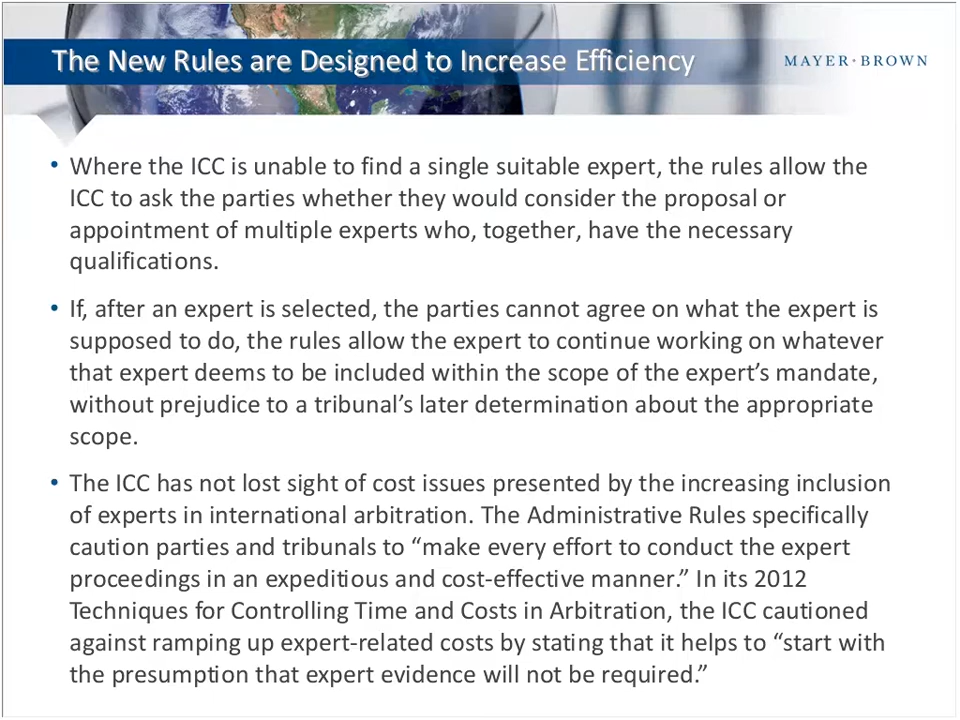 The New Rules are Designed to Increase Efficiency
MAYER • BROWN
• Where the ICC is unable to find a single suitable expert, the rules allow the
ICC to ask the parties whether they would consider the proposal or
appointment of multiple experts who, together, have the necessary
qualifications.
• If, after an expert is selected, the parties cannot agree on what the expert is
supposed to do, the rules allow the expert to continue working on whatever
that expert deems to be included within the scope of the expert’s mandate,
without prejudice to a tribunal’s later determination about the appropriate
scope.
• The ICC has not lost sight of cost issues presented by the increasing inclusion
of experts in international arbitration. The Administrative Rules specifically
caution parties and tribunals to “make every effort to conduct the expert
proceedings in an expeditious and cost-effective manner.” In its 2012
Techniques for Controlling Time and Costs in Arbitration, the ICC cautioned
against ramping up expert-related costs by stating that it helps to “start with
the presumption that expert evidence will not be required.”